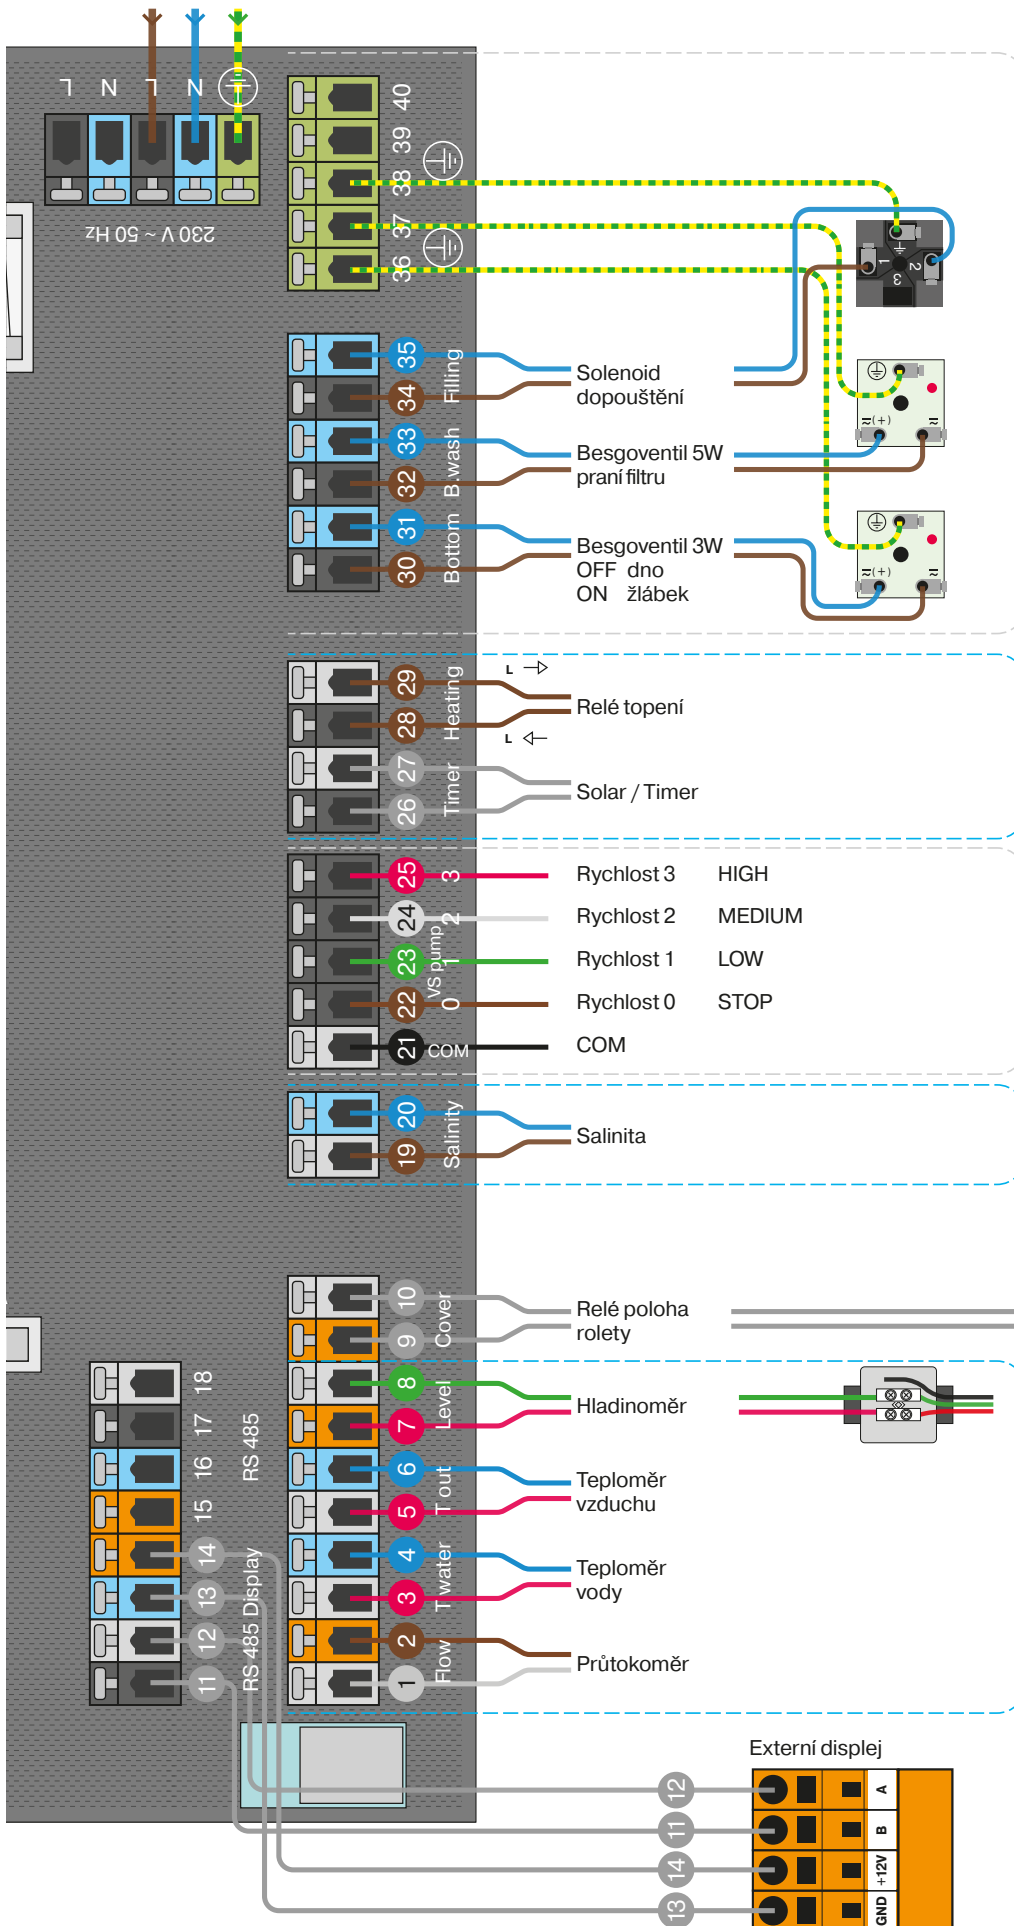 L N L N
230 V ~ 50 Hz
40
39
38
37
36
1 2 3
35
34
Filling
Solenoid
dopouštění
33
32
B.wash
Besgoventil 5W
praní filtru
≂(+) ≂
31
30
Bottom
Besgoventil 3W
OFF dno
ON žlábek
≂(+) ≂
29
28
Heating
L
L
Relé topení
27
26
Timer
Solar / Timer
25 3 Rychlost 3 HIGH
24 2 Rychlost 2 MEDIUM
23 1 Rychlost 1 LOW
22 0 Rychlost 0 STOP
VS pump
21 COM COM
20
19
Salinity
Salinita
10
9
Cover
Relé poloha
rolety
8
7
Level
Hladinoměr
6
5
T out
Teploměr
vzduchu
4
3
T water
Teploměr
vody
2
1
Flow
Průtokoměr
18
17
16
15
RS 485
14
13
12
11
RS 485 Display
Externí displej
12 A
11 B
14 +12V
13 GND